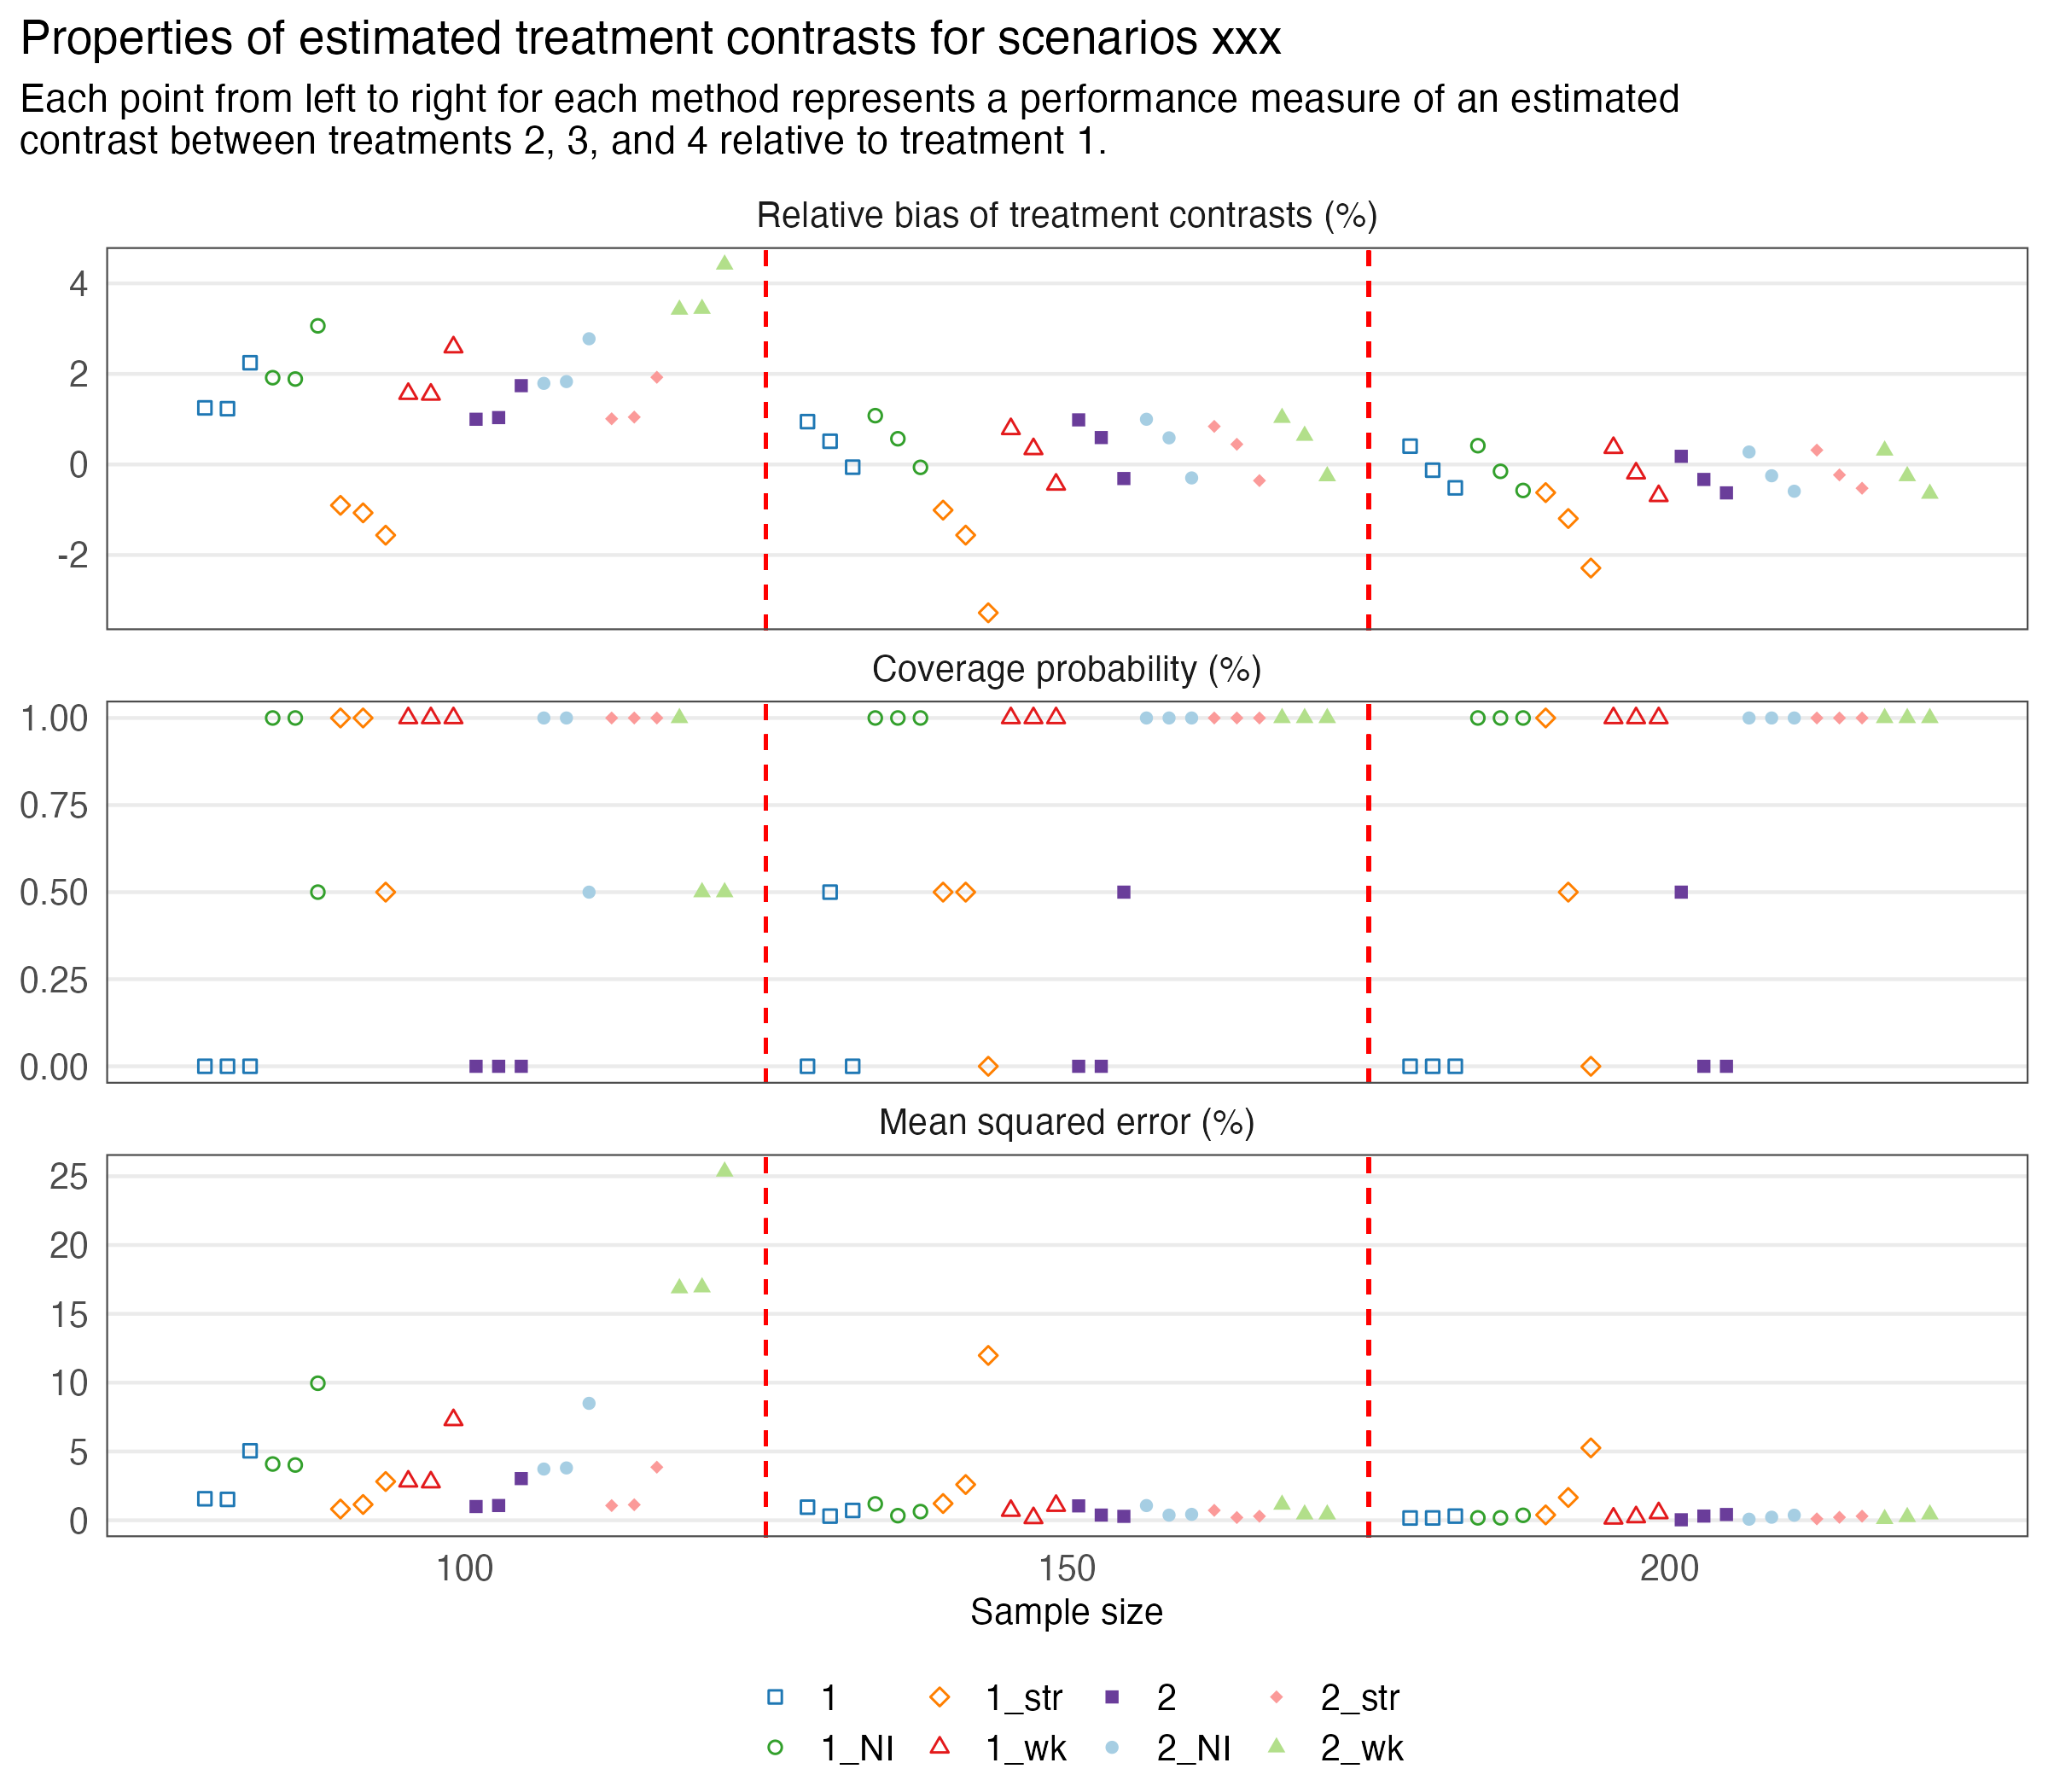 Properties of estimated treatment contrasts for scenarios xxx
Each point from left to right for each method represents a performance measure of an estimated
contrast between treatments 2, 3, and 4 relative to treatment 1.
Relative bias of treatment contrasts (%)
4
2
0
-2
Coverage probability (%)
1.00
0.75
0.50
0.25
0.00
Mean squared error (%)
25
20
15
10
5
0
100 150 200
Sample size
1 1_str 2 2_str
1_NI 1_wk 2_NI 2_wk